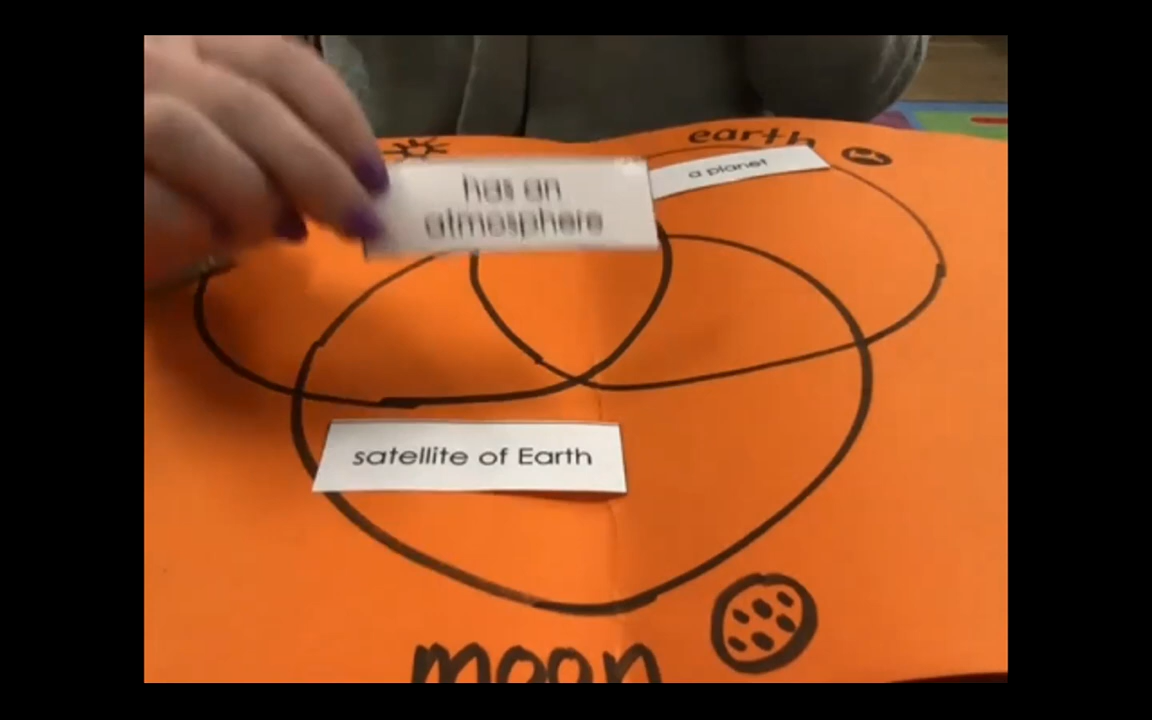 earth
a planet
has an
atmosphere
satellite of Earth
moon